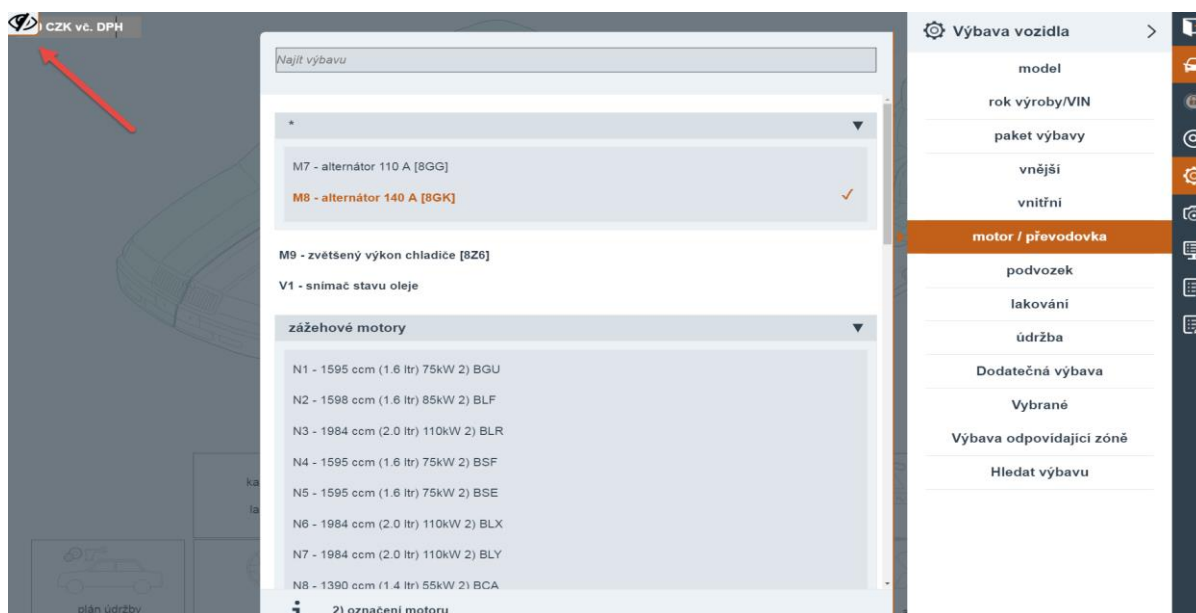 CZK vč. DPH
Najít výbavu
*
M7 - alternátor 110 A [8GG]
M8 - alternátor 140 A [8GK]
M9 - zvětšený výkon chladiče [8Z6]
V1 - snímač stavu oleje
zážehové motory
N1 - 1595 ccm (1.6 ltr) 75kW 2) BGU
N2 - 1598 ccm (1.6 ltr) 85kW 2) BLF
N3 - 1984 ccm (2.0 ltr) 110kW 2) BLR
N4 - 1595 ccm (1.6 ltr) 75kW 2) BSF
N5 - 1595 ccm (1.6 ltr) 75kW 2) BSE
N6 - 1984 ccm (2.0 ltr) 110kW 2) BLX
N7 - 1984 ccm (2.0 ltr) 110kW 2) BLY
N8 - 1390 ccm (1.4 ltr) 55kW 2) BCA
2) označení motoru
ka
la
plán údržby
Výbava vozidla
model
rok výroby/VIN
paket výbavy
vnější
vnitřní
motor / převodovka
podvozek
lakování
údržba
Dodatečná výbava
Vybrané
Výbava odpovídající zóně
Hledat výbavu